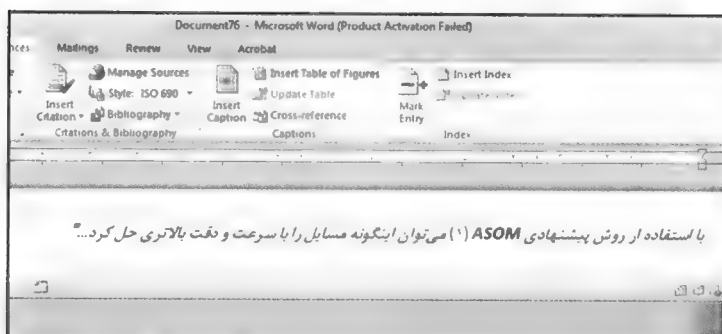 Document76 - Microsoft Word (Product Activation Failed)
nces Mailings Review View Acrobat
Manage Sources Insert Table of Figures Insert Index
Style: ISO 690 Update Table
Insert Citation Bibliography Insert Caption Cross-reference Mark Entry
Citations & Bibliography Captions Index
با استفاده از روش پیشنهادی ASOM (۱) می‌توان اینگونه مسایل را با سرعت و دقت بالاتری حل کرد..."